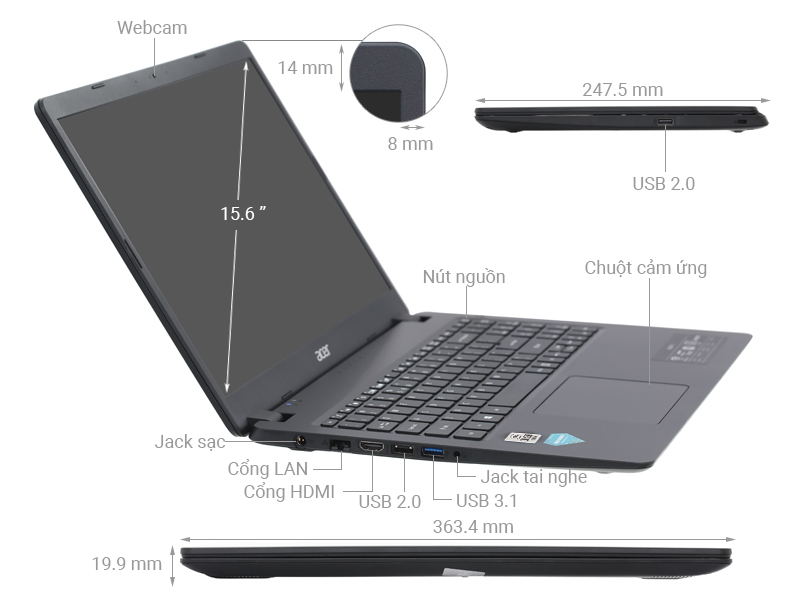 Webcam
14 mm
8 mm
247.5 mm
USB 2.0
15.6 ”
Nút nguồn
Chuột cảm ứng
acer
Jack sạc
Cổng LAN
Cổng HDMI
USB 2.0
USB 3.1
Jack tai nghe
363.4 mm
19.9 mm